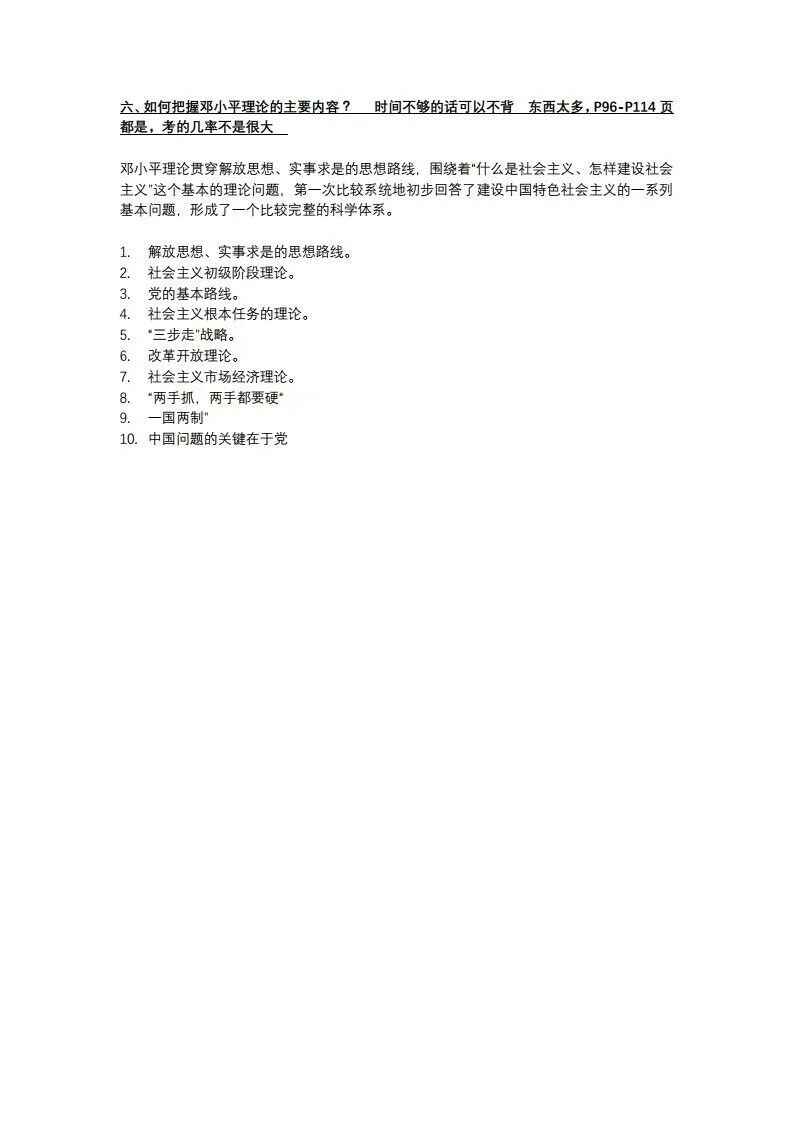 六、如何把握邓小平理论的主要内容？ 时间不够的话可以不背 东西太多，P96-P114 页
都是，考的几率不是很大
邓小平理论贯穿解放思想、实事求是的思想路线，围绕着“什么是社会主义、怎样建设社会
主义”这个基本的理论问题，第一次比较系统地初步回答了建设中国特色社会主义的一系列
基本问题，形成了一个比较完整的科学体系。
1. 解放思想、实事求是的思想路线。
2. 社会主义初级阶段理论。
3. 党的基本路线。
4. 社会主义根本任务的理论。
5. “三步走”战略。
6. 改革开放理论。
7. 社会主义市场经济理论。
8. “两手抓，两手都要硬“
9. 一国两制”
10. 中国问题的关键在于党